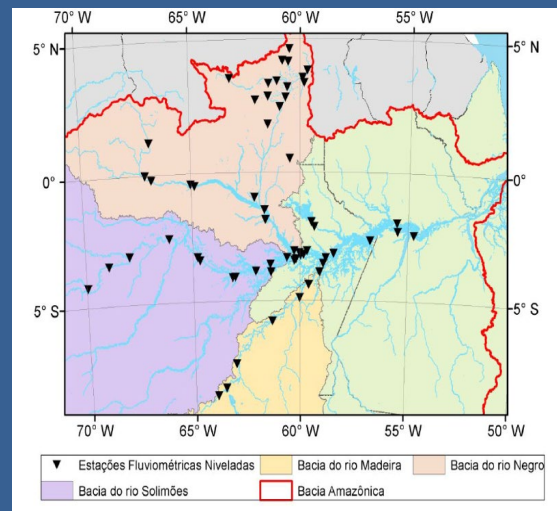 70° W 65° W 60° W 55° W
5° N 5° N
0° 0°
5° S 5° S
70° W 65° W 60° W 55° W 50° W
Estações Fluviométricas Niveladas Bacia do rio Madeira Bacia do rio Negro
Bacia do rio Solimões Bacia Amazônica